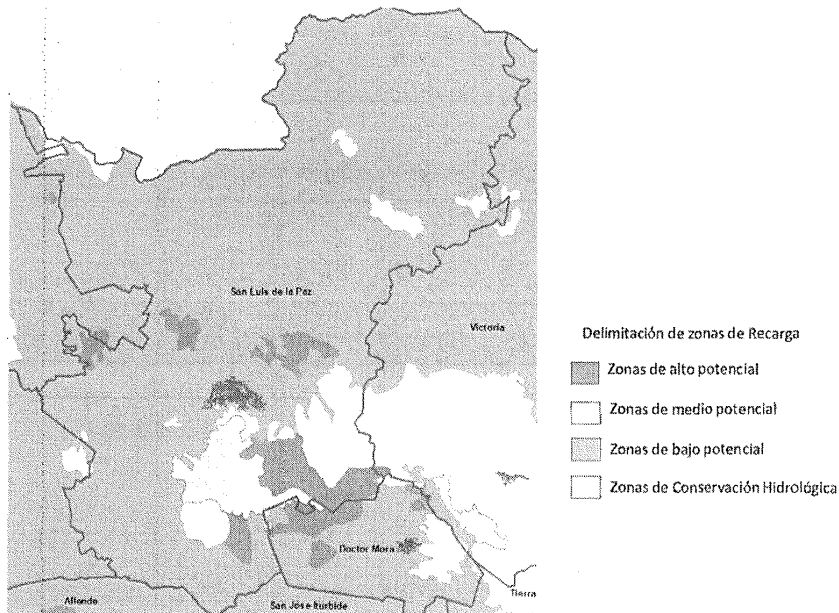 San Luis de la Paz
Victoria
Delimitación de zonas de Recarga
Zonas de alto potencial
Zonas de medio potencial
Zonas de bajo potencial
Zonas de Conservación Hidrológica
Doctor Mora
Allende
San José Iturbide
Tierra